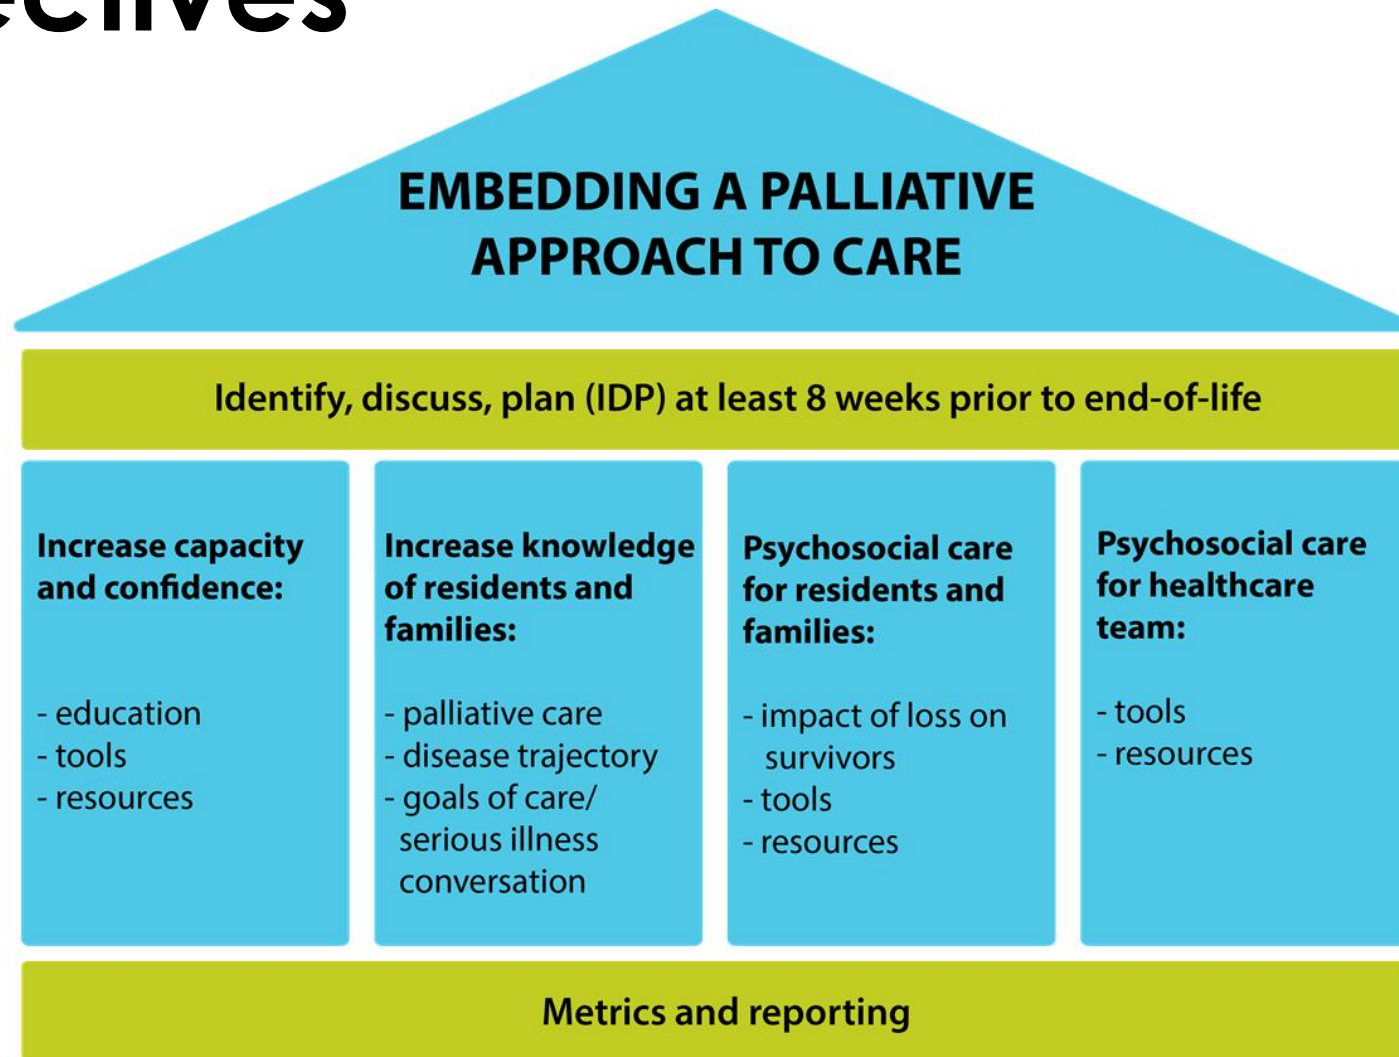 ectives
EMBEDDING A PALLIATIVE
APPROACH TO CARE
Identify, discuss, plan (IDP) at least 8 weeks prior to end-of-life
Increase capacity
and confidence:
- education
- tools
- resources
Increase knowledge
of residents and
families:
- palliative care
- disease trajectory
- goals of care/
serious illness
conversation
Psychosocial care
for residents and
families:
- impact of loss on
survivors
- tools
- resources
Psychosocial care
for healthcare
team:
- tools
- resources
Metrics and reporting